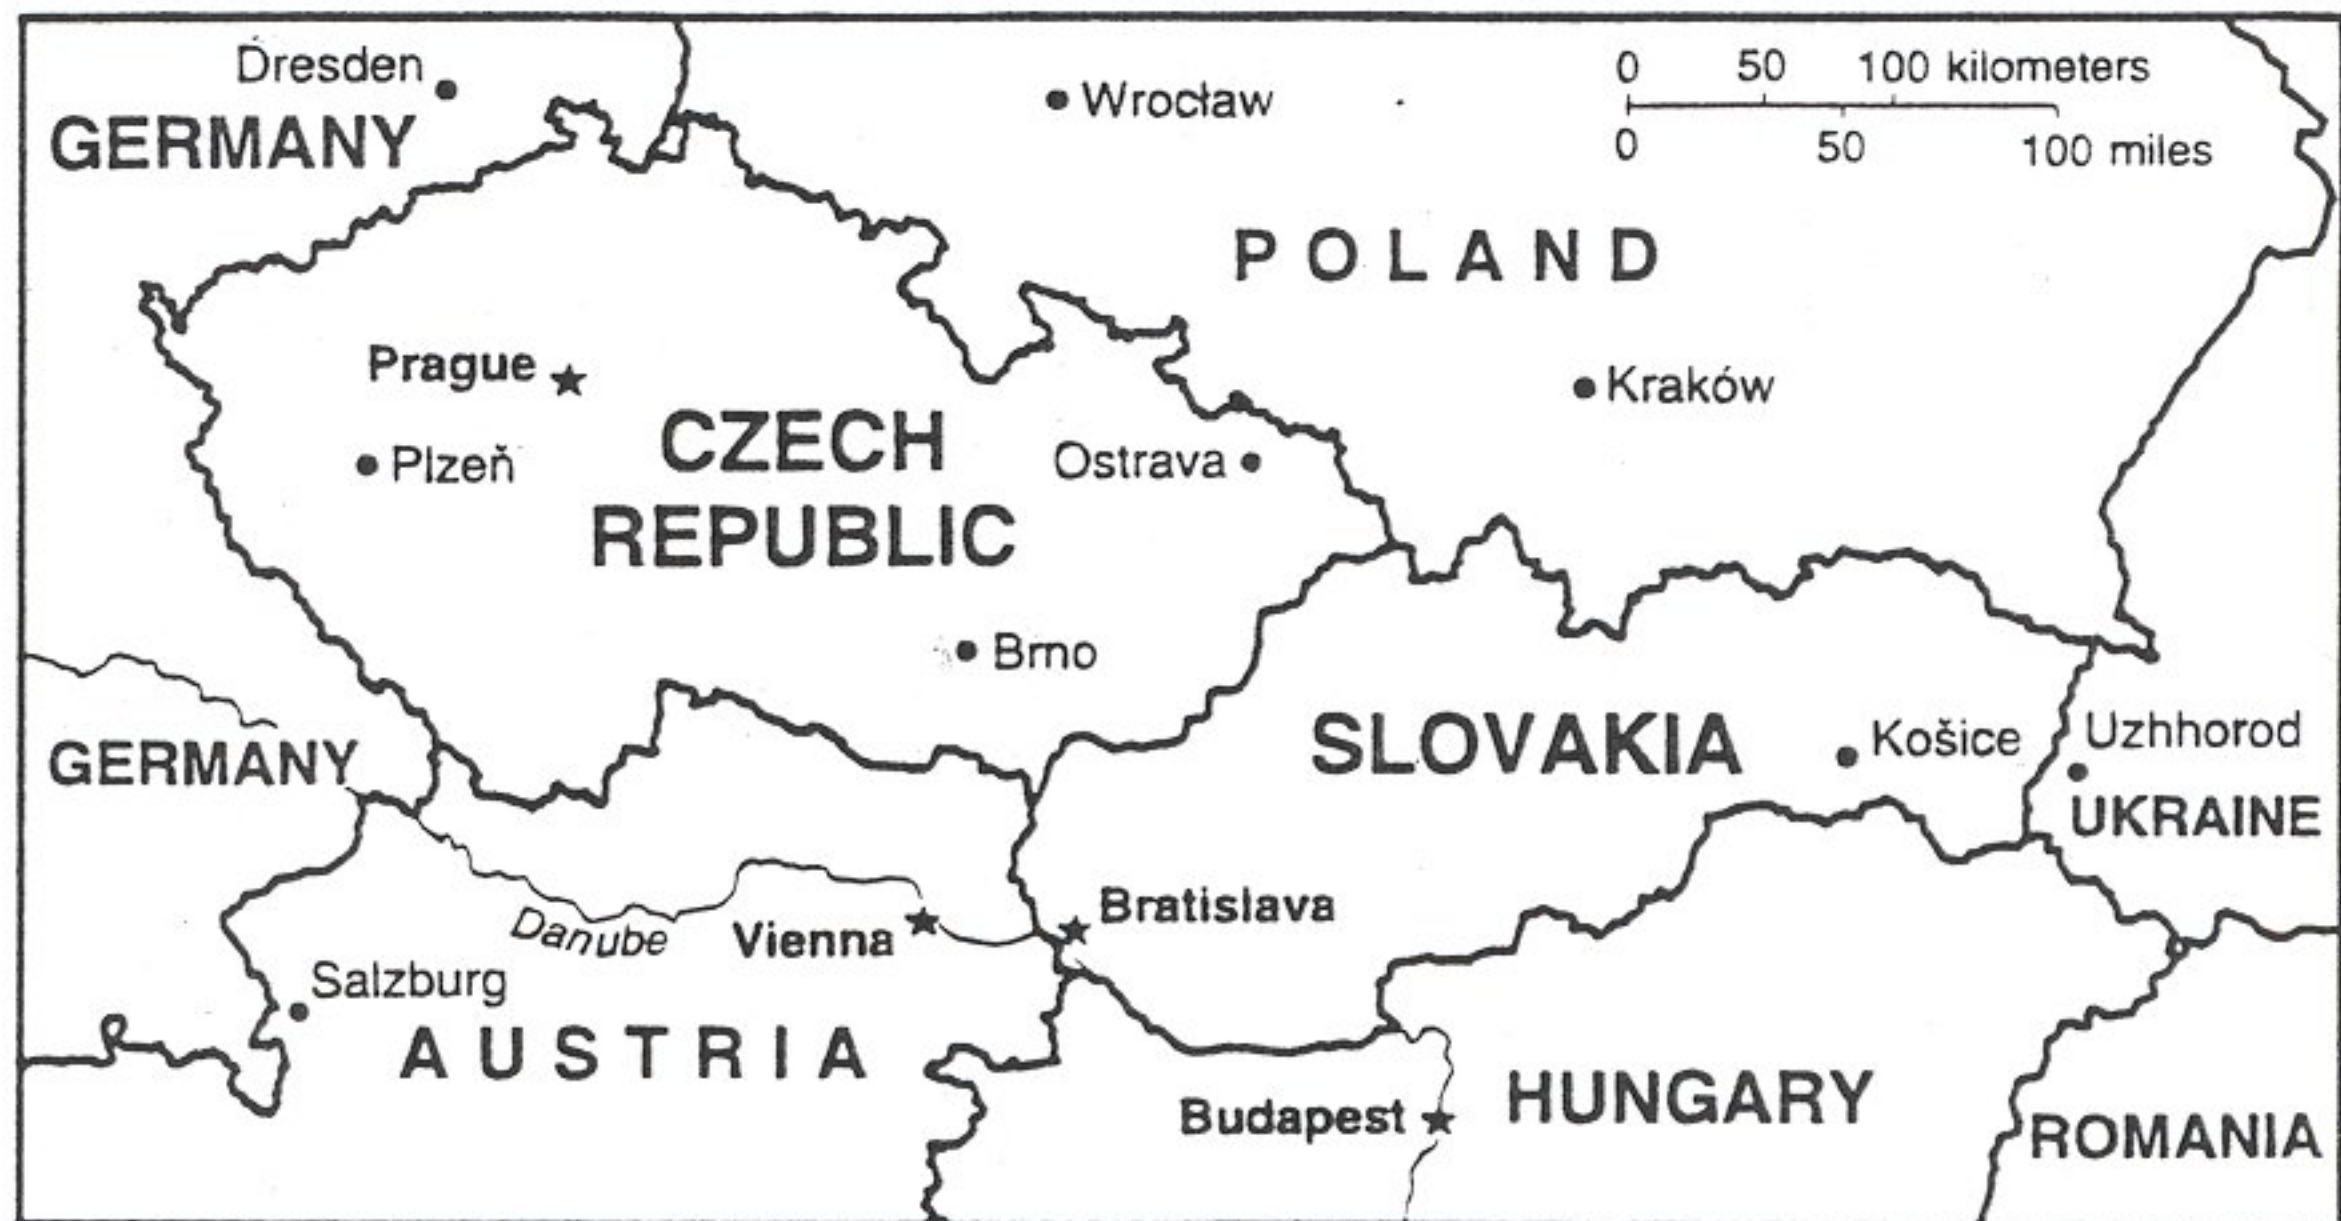 Dresden
GERMANY
Wrocław
0 50 100 kilometers
0 50 100 miles
POLAND
Prague
Kraków
CZECH
REPUBLIC
Plzeň
Ostrava
Brno
GERMANY
SLOVAKIA
Košice
Uzhhorod
UKRAINE
Danube
Vienna
Bratislava
Salzburg
AUSTRIA
Budapest
HUNGARY
ROMANIA